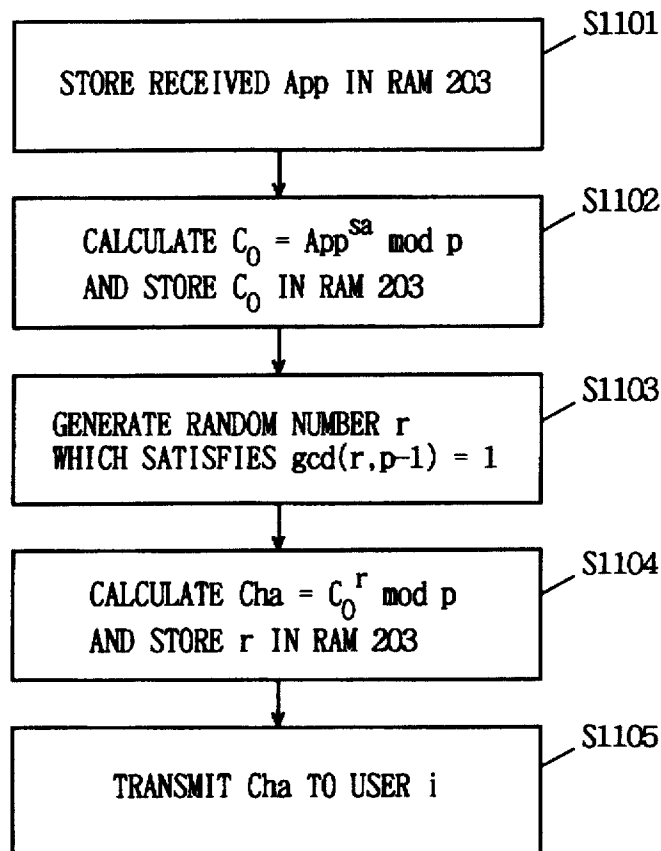 S1101
STORE RECEIVED App IN RAM 203
S1102
CALCULATE C₀ = App^sa mod p
AND STORE C₀ IN RAM 203
S1103
GENERATE RANDOM NUMBER r
WHICH SATISFIES gcd(r,p-1) = 1
S1104
CALCULATE Cha = C₀^r mod p
AND STORE r IN RAM 203
S1105
TRANSMIT Cha TO USER i